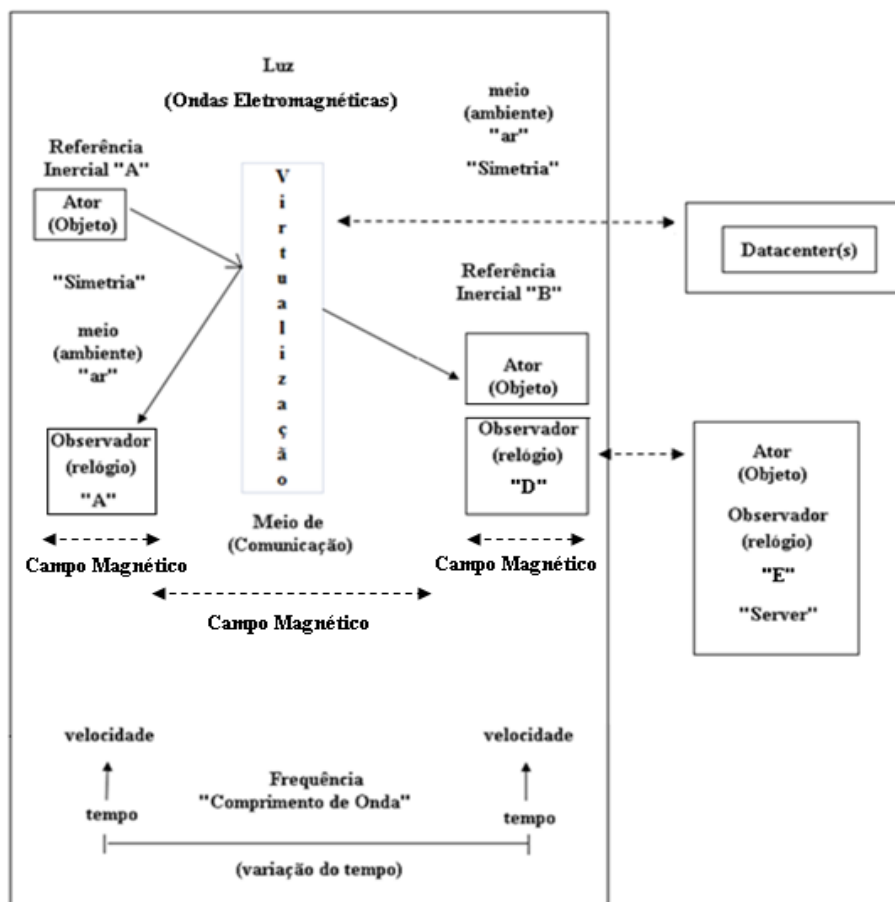 Luz
(Ondas Eletromagnéticas)
meio
(ambiente)
"ar"
"Simetria"
Referência
Inercial "A"
Ator
(Objeto)
"Simetria"
meio
(ambiente)
"ar"
Observador
(relógio)
"A"
Campo Magnético
V
i
r
t
u
a
l
i
z
a
ç
ã
o
Meio de
(Comunicação)
Campo Magnético
Referência
Inercial "B"
Ator
(Objeto)
Observador
(relógio)
"D"
Campo Magnético
Datacenter(s)
Ator
(Objeto)
Observador
(relógio)
"E"
"Server"
velocidade
tempo
Frequência
"Comprimento de Onda"
velocidade
tempo
(variação do tempo)